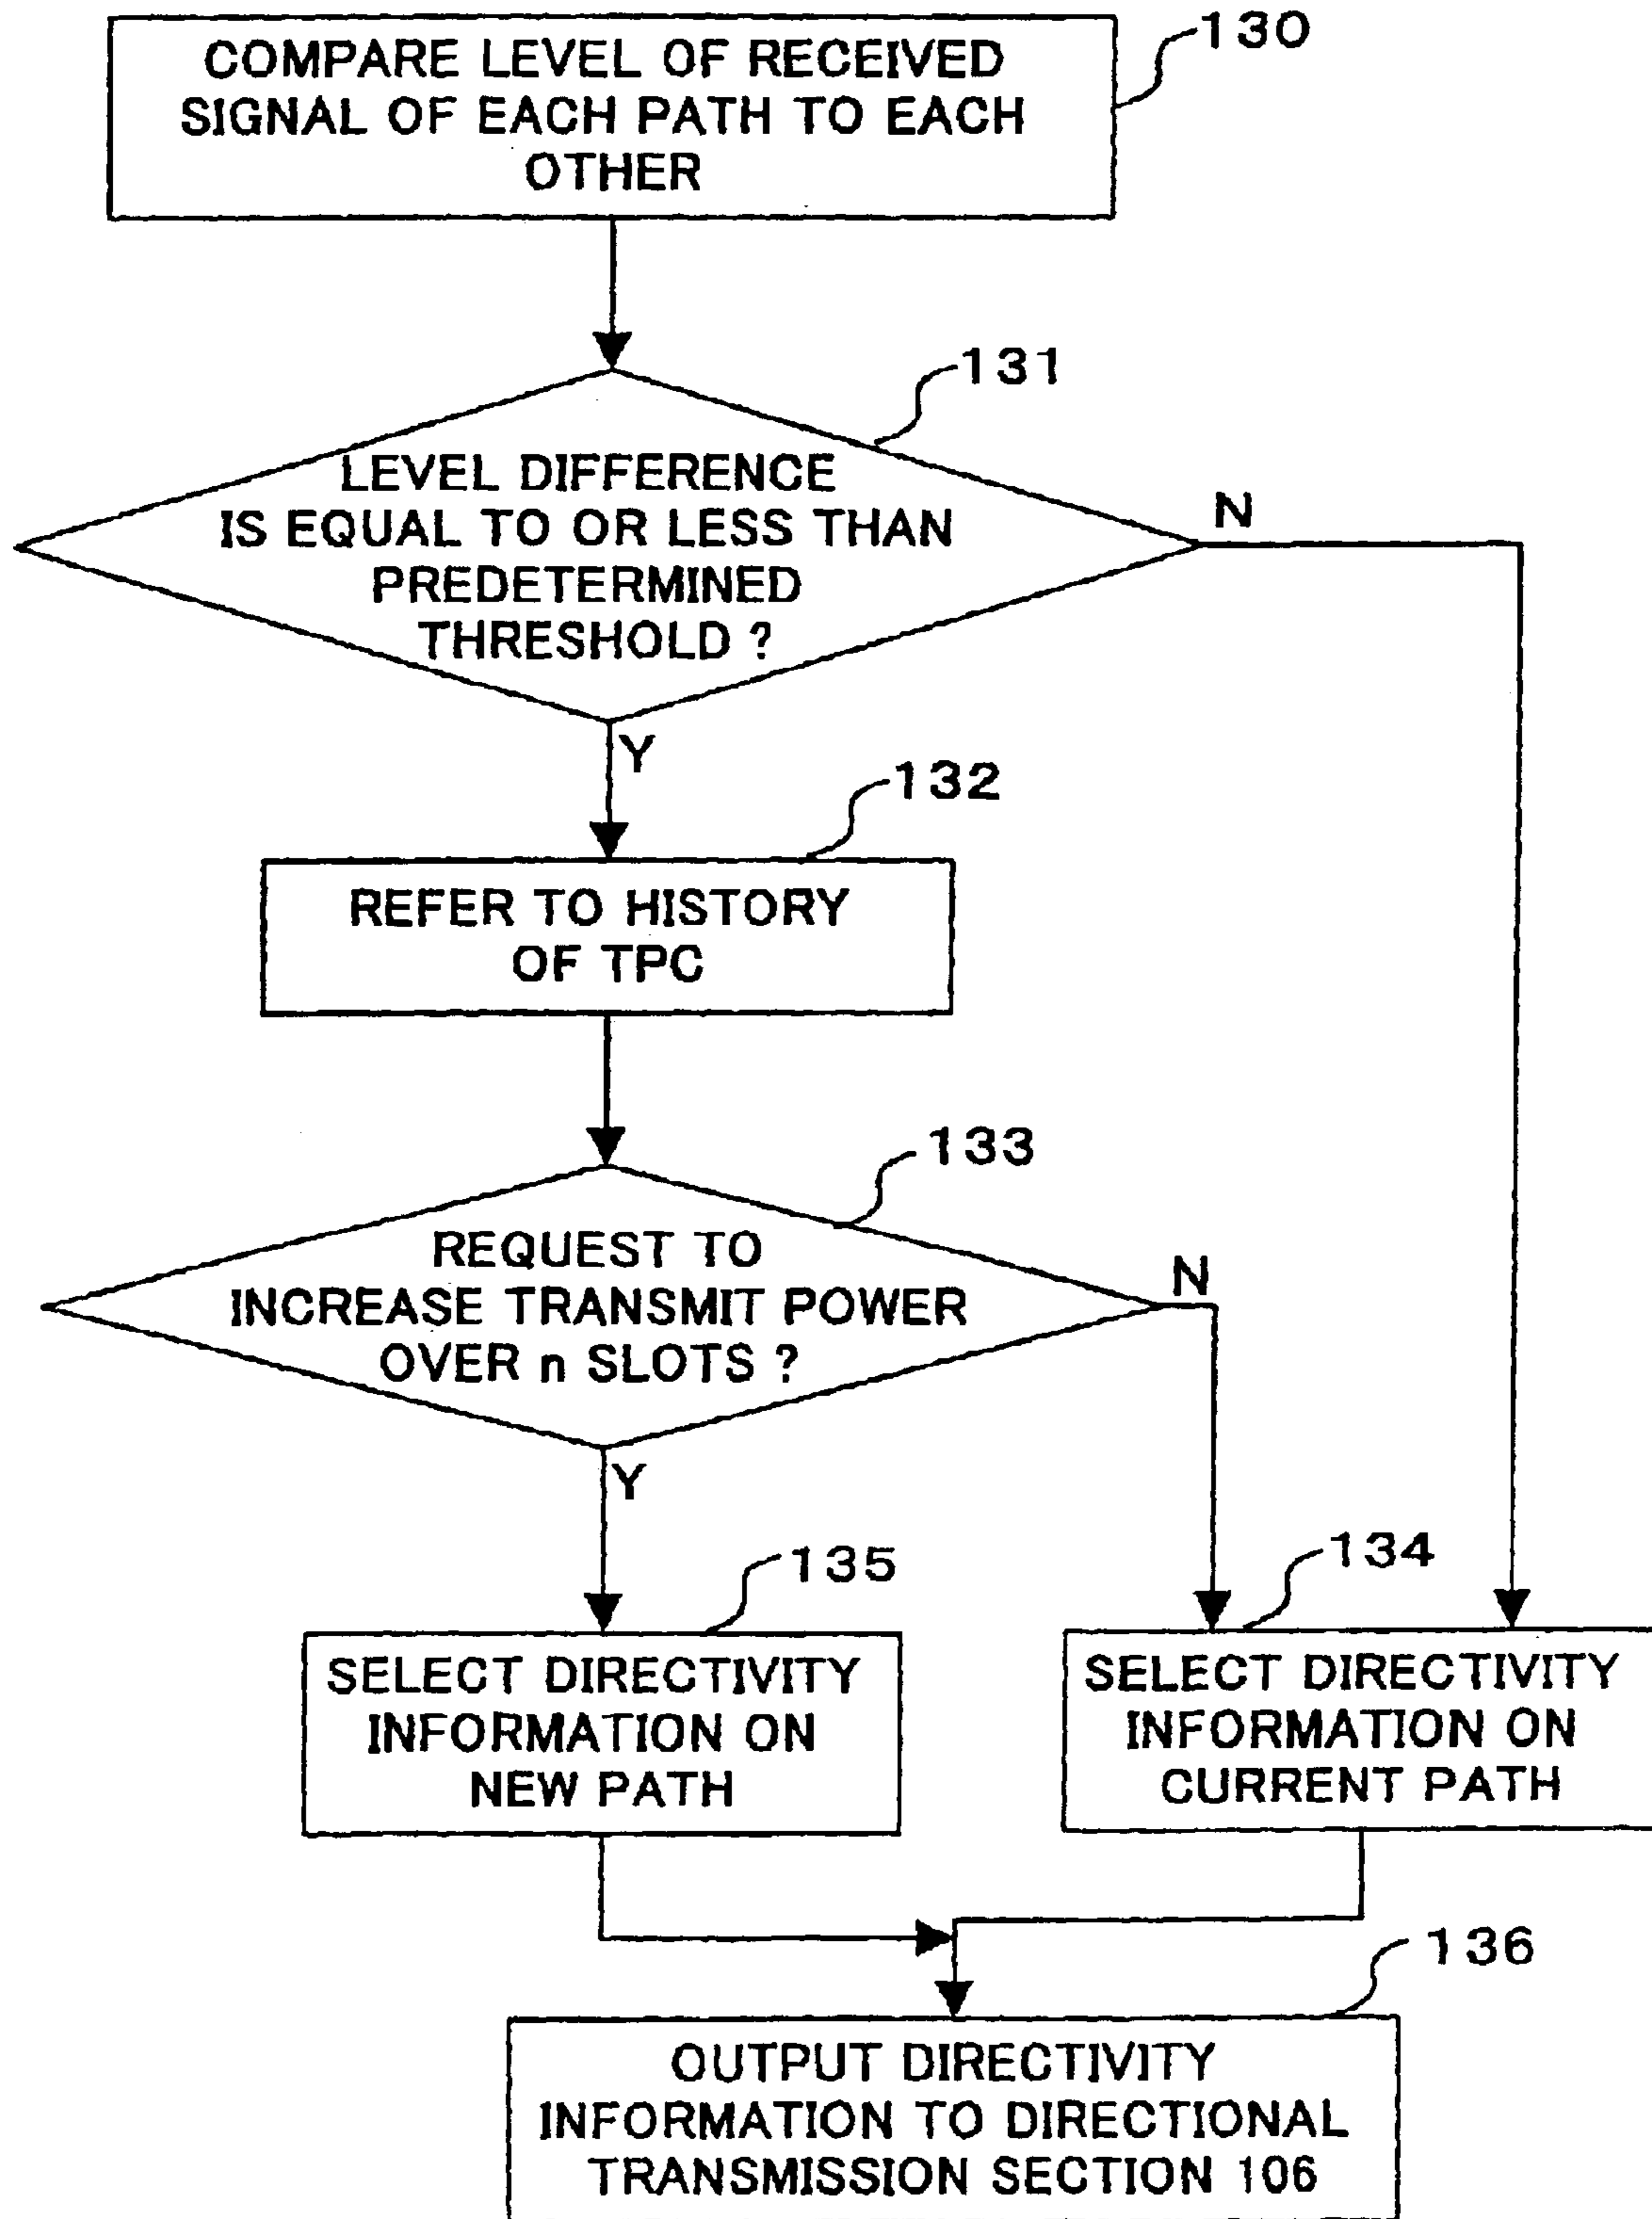 130
COMPARE LEVEL OF RECEIVED
SIGNAL OF EACH PATH TO EACH
OTHER
131
LEVEL DIFFERENCE
IS EQUAL TO OR LESS THAN
PREDETERMINED
THRESHOLD ?
N
Y
132
REFER TO HISTORY
OF TPC
133
REQUEST TO
INCREASE TRANSMIT POWER
OVER n SLOTS ?
N
Y
135
SELECT DIRECTIVITY
INFORMATION ON
NEW PATH
134
SELECT DIRECTIVITY
INFORMATION ON
CURRENT PATH
136
OUTPUT DIRECTIVITY
INFORMATION TO DIRECTIONAL
TRANSMISSION SECTION 106